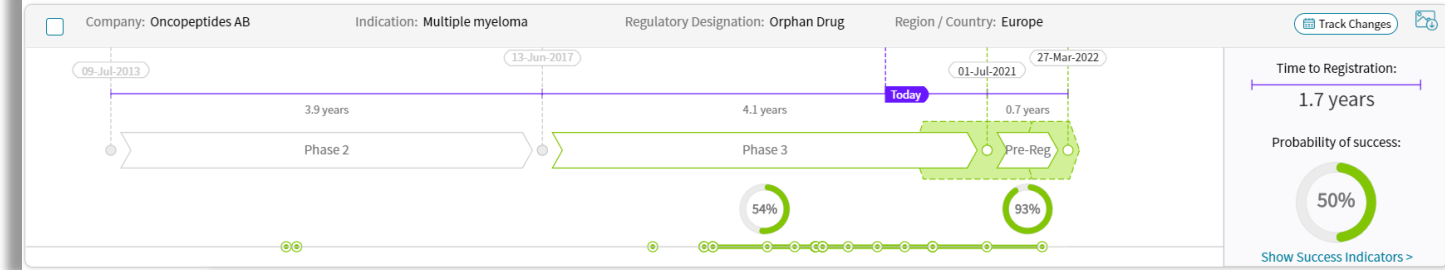 Company: Oncopeptides AB Indication: Multiple myeloma Regulatory Designation: Orphan Drug Region / Country: Europe Track Changes
13-Jun-2017 27-Mar-2022
09-Jul-2013 01-Jul-2021 Time to Registration:
Today
3.9 years 4.1 years 0.7 years 1.7 years
Phase 2 Phase 3 Pre-Reg Probability of success:
54% 93% 50%
Show Success Indicators >